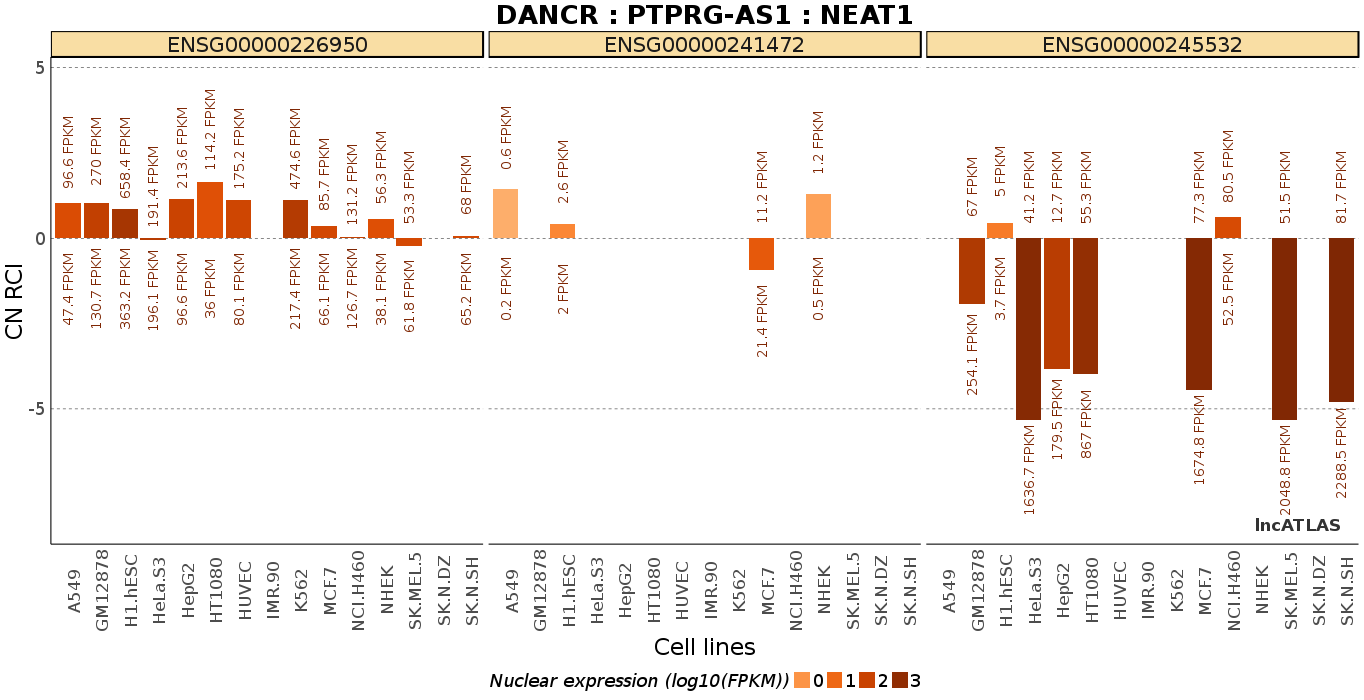 DANCR : PTPRG-AS1 : NEAT1
ENSG00000226950 ENSG00000241472 ENSG00000245532
CN RCI
5
0
-5
96.6 FPKM 270 FPKM 658.4 FPKM 191.4 FPKM 213.6 FPKM 114.2 FPKM 175.2 FPKM 474.6 FPKM 85.7 FPKM 131.2 FPKM 56.3 FPKM 53.3 FPKM 68 FPKM
47.4 FPKM 130.7 FPKM 363.2 FPKM 196.1 FPKM 96.6 FPKM 36 FPKM 80.1 FPKM 217.4 FPKM 66.1 FPKM 126.7 FPKM 38.1 FPKM 61.8 FPKM 65.2 FPKM
0.6 FPKM 2.6 FPKM 11.2 FPKM 1.2 FPKM
0.2 FPKM 2 FPKM 21.4 FPKM 0.5 FPKM
67 FPKM 5 FPKM 41.2 FPKM 12.7 FPKM 55.3 FPKM 77.3 FPKM 80.5 FPKM 51.5 FPKM 81.7 FPKM
254.1 FPKM 3.7 FPKM 1636.7 FPKM 179.5 FPKM 867 FPKM 1674.8 FPKM 52.5 FPKM 2048.8 FPKM 2288.5 FPKM
lncATLAS
A549 GM12878 H1.hESC HeLa.S3 HepG2 HT1080 HUVEC IMR.90 K562 MCF.7 NCI.H460 NHEK SK.MEL.5 SK.N.DZ SK.N.SH
A549 GM12878 H1.hESC HeLa.S3 HepG2 HT1080 HUVEC IMR.90 K562 MCF.7 NCI.H460 NHEK SK.MEL.5 SK.N.DZ SK.N.SH
A549 GM12878 H1.hESC HeLa.S3 HepG2 HT1080 HUVEC IMR.90 K562 MCF.7 NCI.H460 NHEK SK.MEL.5 SK.N.DZ SK.N.SH
Cell lines
Nuclear expression (log10(FPKM)) 0 1 2 3